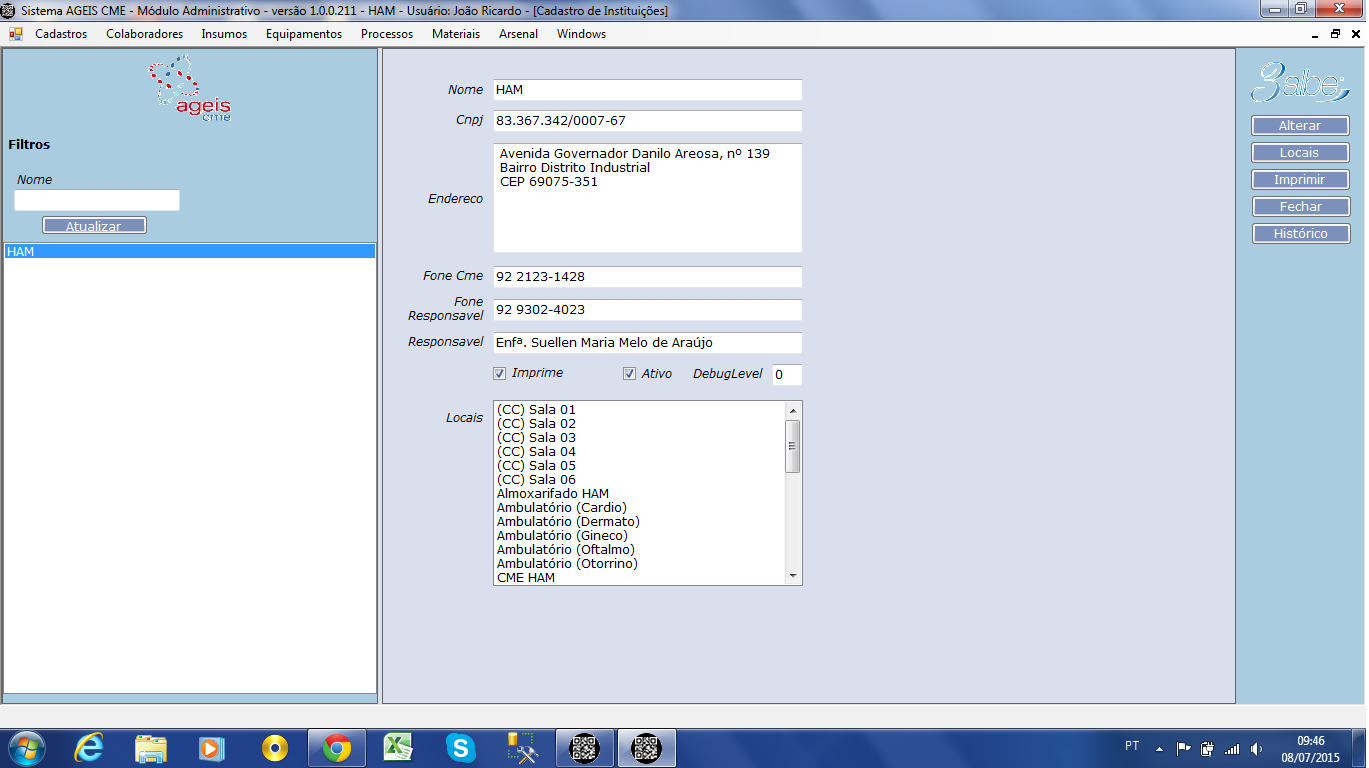 Sistema AGEIS CME - Módulo Administrativo - versão 1.0.0.211 - HAM - Usuário: João Ricardo - [Cadastro de Instituições]
Cadastros Colaboradores Insumos Equipamentos Processos Materiais Arsenal Windows
ageis
cme
Filtros
Nome
Atualizar
HAM
Nome HAM
Cnpj 83.367.342/0007-67
Endereco
Avenida Governador Danilo Areosa, nº 139
Bairro Distrito Industrial
CEP 69075-351
Fone Cme 92 2123-1428
Fone
Responsavel 92 9302-4023
Responsavel Enfª. Suellen Maria Melo de Araújo
Imprime Ativo DebugLevel 0
Locais
(CC) Sala 01
(CC) Sala 02
(CC) Sala 03
(CC) Sala 04
(CC) Sala 05
(CC) Sala 06
Almoxarifado HAM
Ambulatório (Cardio)
Ambulatório (Dermato)
Ambulatório (Gineco)
Ambulatório (Oftalmo)
Ambulatório (Otorrino)
CME HAM
3albe
Alterar
Locais
Imprimir
Fechar
Histórico
PT
09:46
08/07/2015